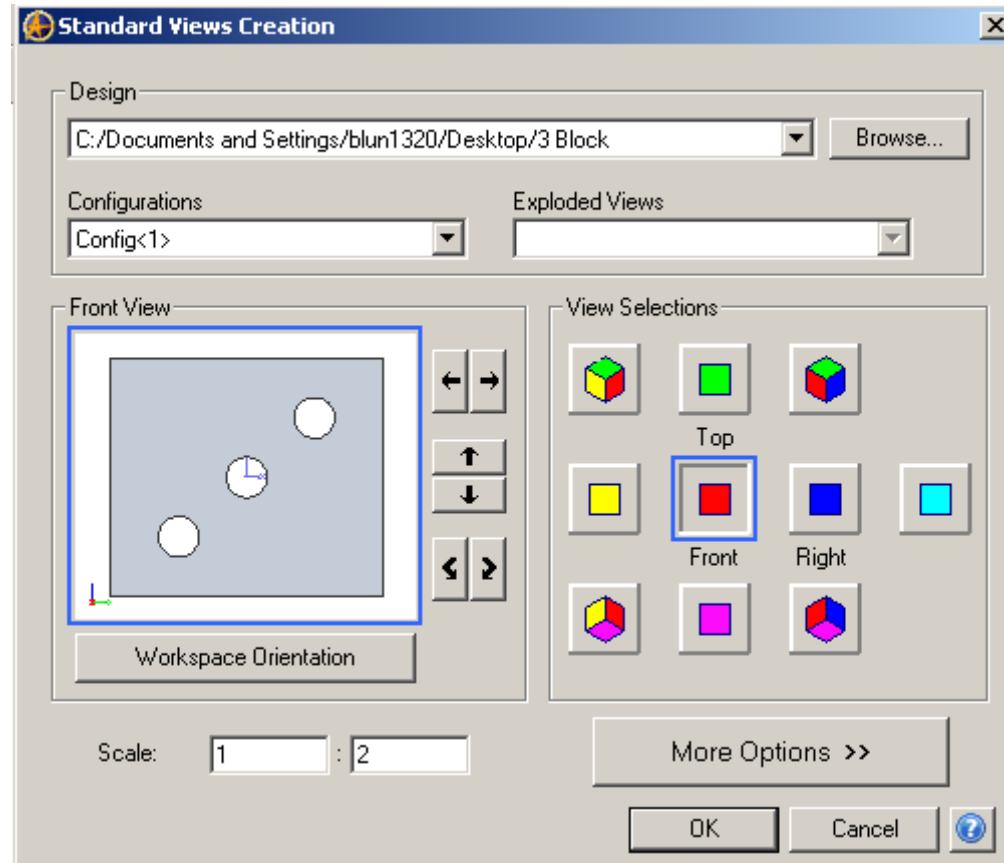 Standard Views Creation
Design
C:/Documents and Settings/blun1320/Desktop/3 Block
Browse...
Configurations
Exploded Views
Config<1>
Front View
View Selections
Top
Front
Right
Workspace Orientation
Scale:
1
:
2
More Options >>
OK
Cancel
?